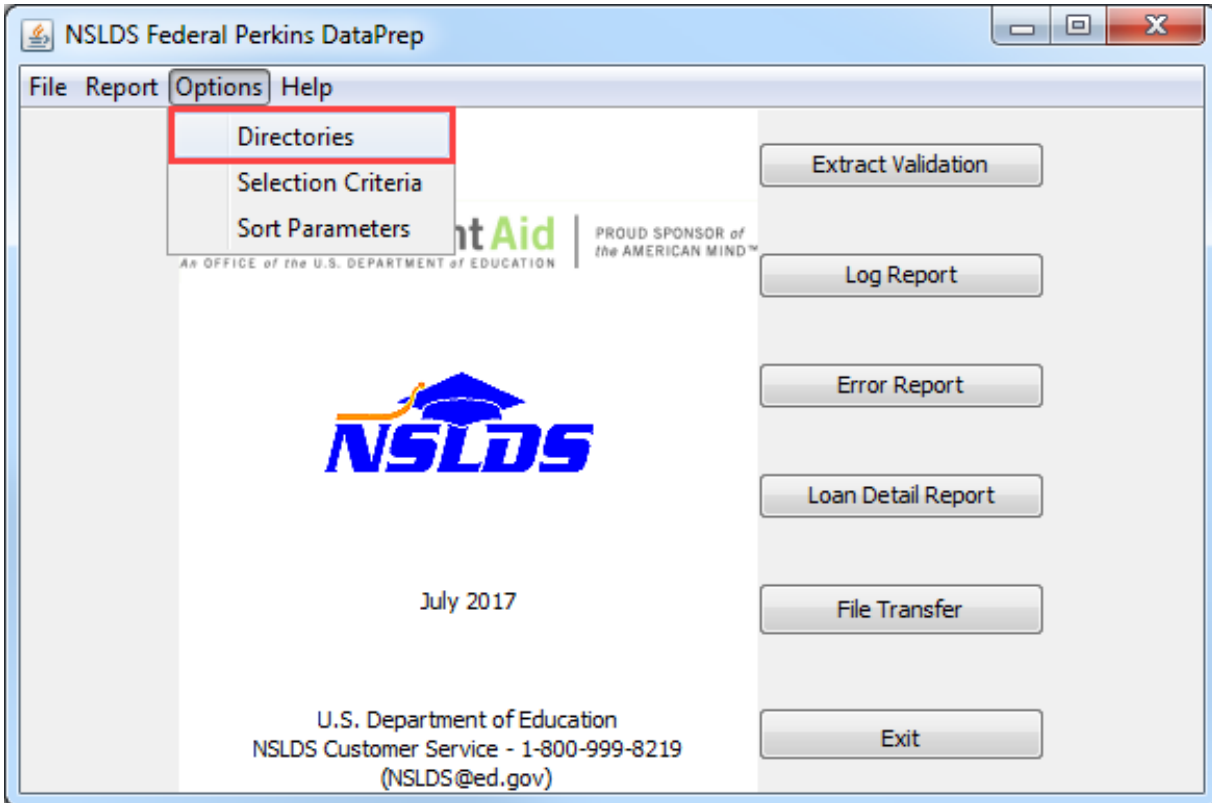 NSLDS Federal Perkins DataPrep
File Report Options Help
Directories
Selection Criteria
Sort Parameters
Aid
PROUD SPONSOR of
the AMERICAN MIND™
An OFFICE of the U.S. DEPARTMENT of EDUCATION
NSLDS
July 2017
U.S. Department of Education
NSLDS Customer Service - 1-800-999-8219
(NSLDS@ed.gov)
Extract Validation
Log Report
Error Report
Loan Detail Report
File Transfer
Exit